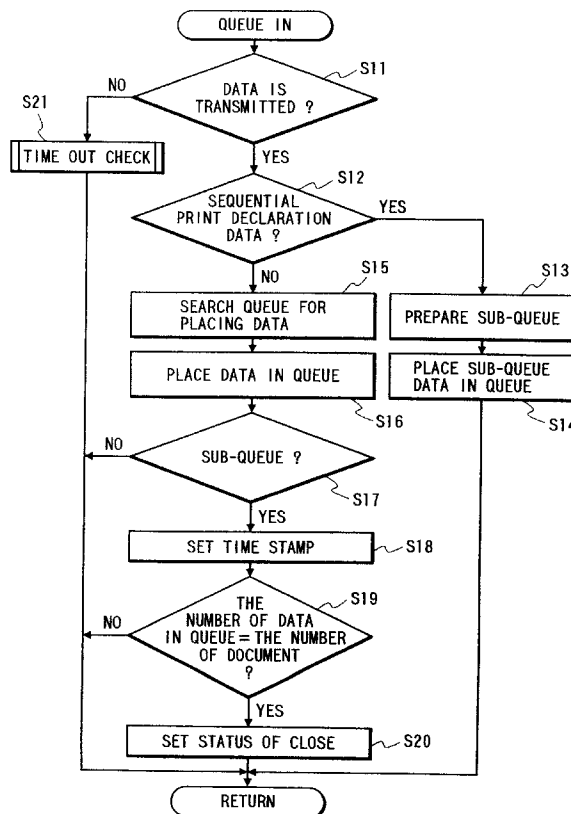 QUEUE IN
S11
DATA IS
TRANSMITTED ?
NO
YES
S21
TIME OUT CHECK
S12
SEQUENTIAL
PRINT DECLARATION
DATA ?
YES
NO
S13
PREPARE SUB-QUEUE
S15
SEARCH QUEUE FOR
PLACING DATA
PLACE SUB-QUEUE
DATA IN QUEUE
S14
PLACE DATA IN QUEUE
S16
NO
SUB-QUEUE ?
S17
YES
SET TIME STAMP
S18
S19
THE
NUMBER OF DATA
IN QUEUE = THE NUMBER
OF DOCUMENT
?
NO
YES
SET STATUS OF CLOSE
S20
RETURN